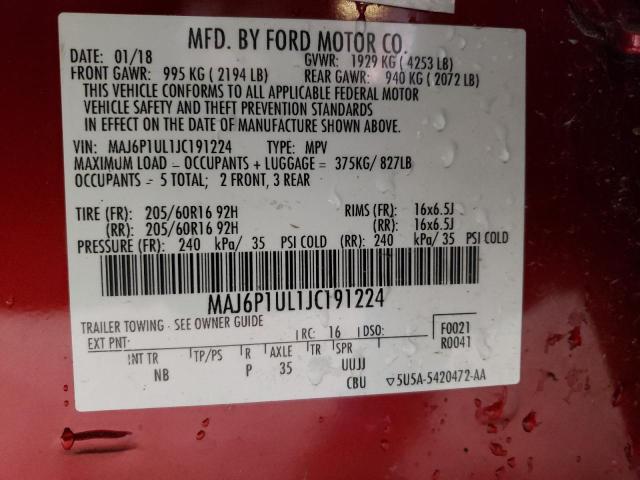 MFD. BY FORD MOTOR CO.
DATE: 01/18 GVWR: 1929 KG ( 4253 LB)
FRONT GAWR: 995 KG ( 2194 LB) REAR GAWR: 940 KG ( 2072 LB)
THIS VEHICLE CONFORMS TO ALL APPLICABLE FEDERAL MOTOR
VEHICLE SAFETY AND THEFT PREVENTION STANDARDS
IN EFFECT ON THE DATE OF MANUFACTURE SHOWN ABOVE.
VIN: MAJ6P1UL1JC191224 TYPE: MPV
MAXIMUM LOAD – OCCUPANTS + LUGGAGE = 375KG/ 827LB
OCCUPANTS – 5 TOTAL; 2 FRONT, 3 REAR
TIRE (FR): 205/60R16 92H RIMS (FR): 16x6.5J
(RR): 205/60R16 92H (RR): 16x6.5J
PRESSURE (FR): 240 kPa/ 35 PSI COLD (RR): 240 kPa/ 35 PSI COLD
MAJ6P1UL1JC191224
TRAILER TOWING - SEE OWNER GUIDE
EXT PNT: RC: 16 DSO: F0021
R0041
INT TR TP/PS R AXLE TR SPR
NB P 35 UUJJ
CBU 5U5A-5420472-AA